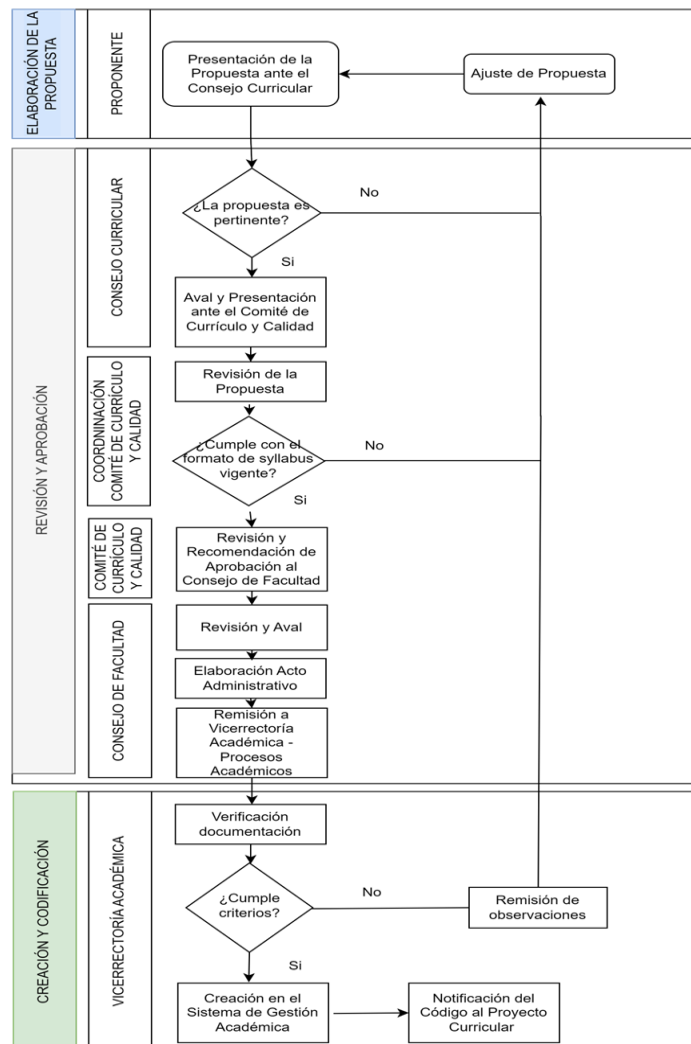 ELABORACIÓN DE LA
PROPUESTA
PROPONENTE
Presentación de la
Propuesta ante el
Consejo Curricular
Ajuste de Propuesta
REVISIÓN Y APROBACIÓN
CONSEJO CURRICULAR
¿La propuesta es
pertinente?
No
Si
Aval y Presentación
ante el Comité de
Currículo y Calidad
COORDNINACIÓN
COMITÉ DE CURRÍCULO
Y CALIDAD
Revisión de la
Propuesta
¿Cumple con el
formato de syllabus
vigente?
No
Si
COMITÉ DE
CURRÍCULO
Y CALIDAD
Revisión y
Recomendación de
Aprobación al
Consejo de Facultad
CONSEJO DE FACULTAD
Revisión y Aval
Elaboración Acto
Administrativo
Remisión a
Vicerrectoría
Académica -
Procesos
Académicos
CREACIÓN Y CODIFICACIÓN
VICERRECTORÍA ACADÉMICA
Verificación
documentación
¿Cumple
criterios?
No
Remisión de
observaciones
Si
Creación en el
Sistema de Gestión
Académica
Notificación del
Código al Proyecto
Curricular